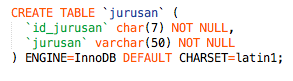 CREATE TABLE `jurusan` (
  `id_jurusan` char(7) NOT NULL,
  `jurusan` varchar(50) NOT NULL
) ENGINE=InnoDB DEFAULT CHARSET=latin1;